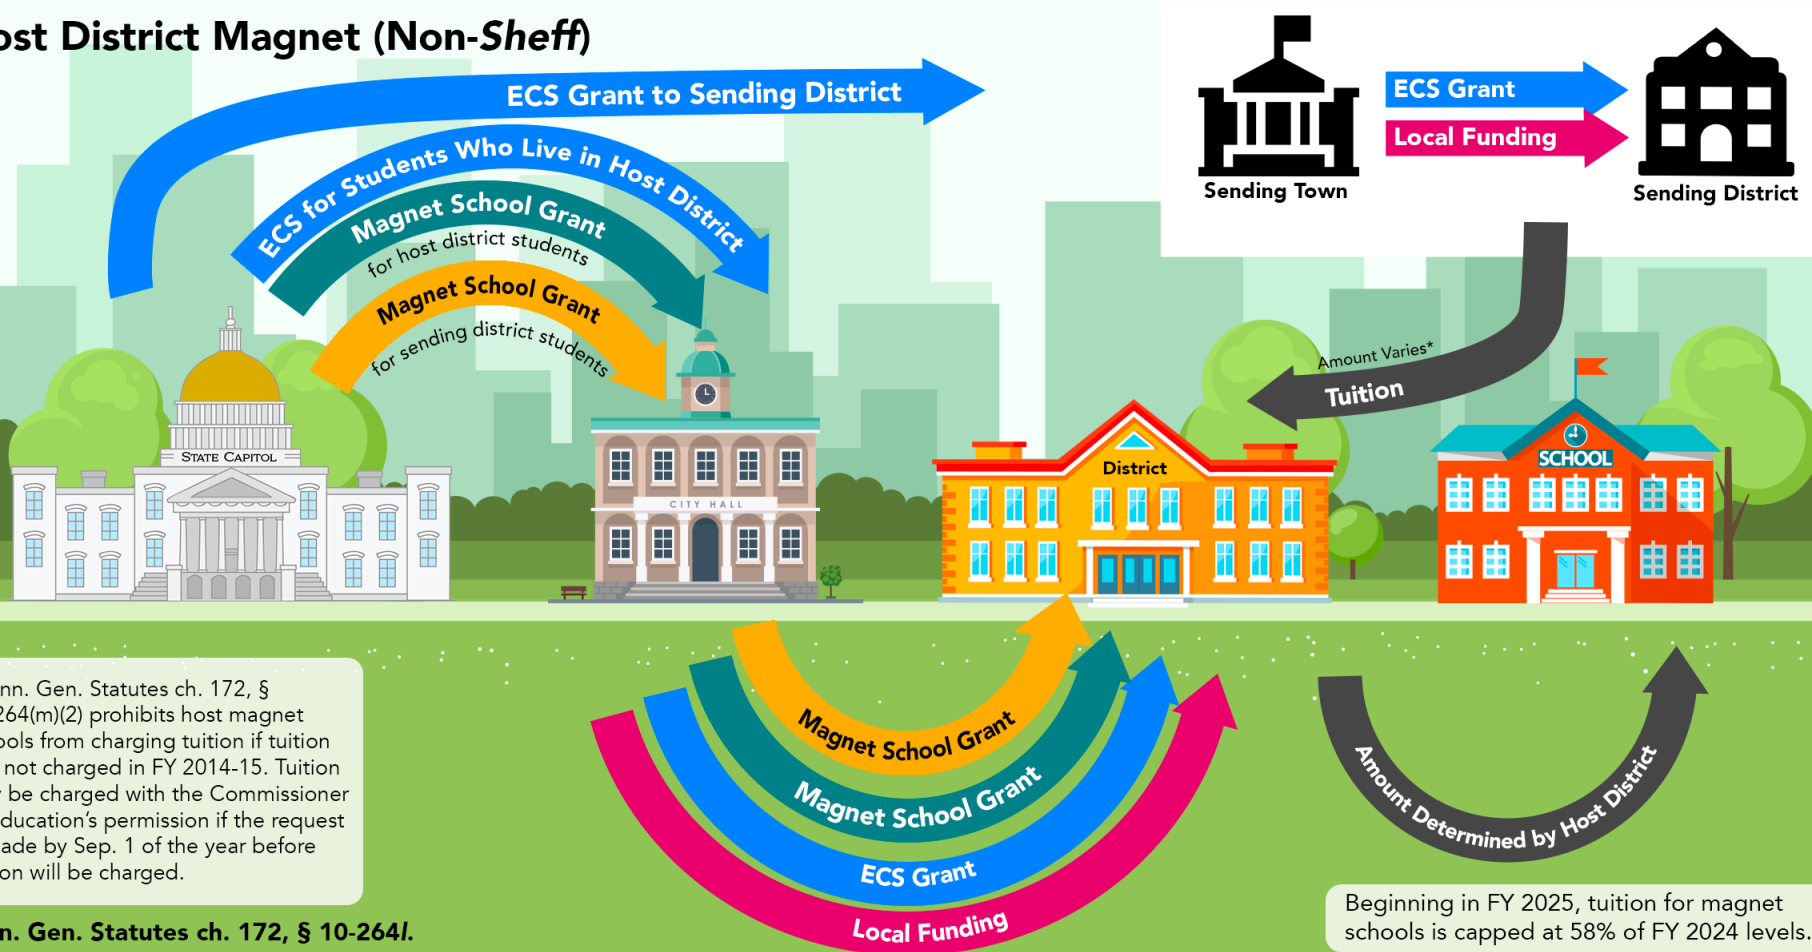 ost District Magnet (Non-Sheff)
ECS Grant to Sending District
ECS for Students Who Live in Host District
Magnet School Grant
for host district students
Magnet School Grant
for sending district students
ECS Grant
Local Funding
Sending Town
Sending District
Amount Varies*
Tuition
STATE CAPITOL
CITY HALL
District
SCHOOL
Magnet School Grant
Magnet School Grant
ECS Grant
Local Funding
Amount Determined by Host District
nn. Gen. Statutes ch. 172, §
264(m)(2) prohibits host magnet
ools from charging tuition if tuition
not charged in FY 2014-15. Tuition
y be charged with the Commissioner
ducation's permission if the request
ade by Sep. 1 of the year before
on will be charged.
n. Gen. Statutes ch. 172, § 10-264l.
Beginning in FY 2025, tuition for magnet
schools is capped at 58% of FY 2024 levels.